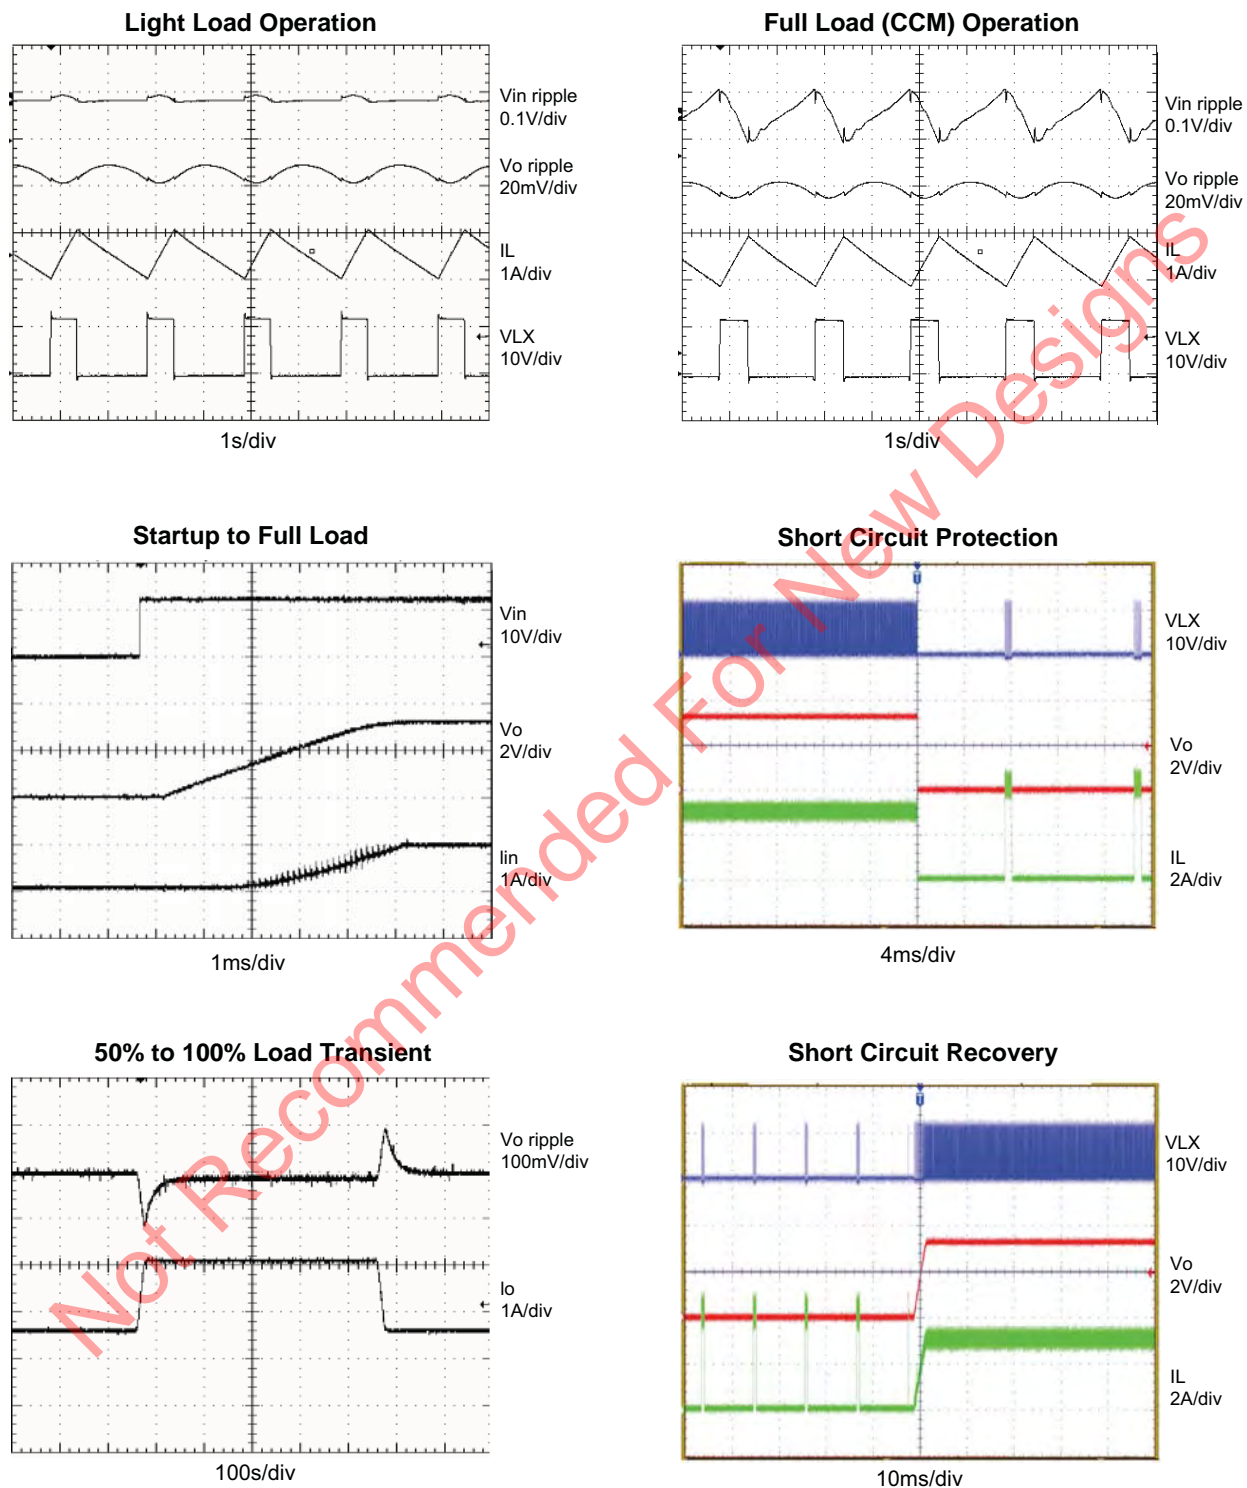 Light Load Operation
Vin ripple
0.1V/div
Vo ripple
20mV/div
IL
1A/div
VLX
10V/div
1s/div
Full Load (CCM) Operation
Vin ripple
0.1V/div
Vo ripple
20mV/div
IL
1A/div
VLX
10V/div
1s/div
Startup to Full Load
Vin
10V/div
Vo
2V/div
Iin
1A/div
1ms/div
Short Circuit Protection
VLX
10V/div
Vo
2V/div
IL
2A/div
4ms/div
50% to 100% Load Transient
Vo ripple
100mV/div
Io
1A/div
100s/div
Short Circuit Recovery
VLX
10V/div
Vo
2V/div
IL
2A/div
10ms/div
Not Recommended For New Designs